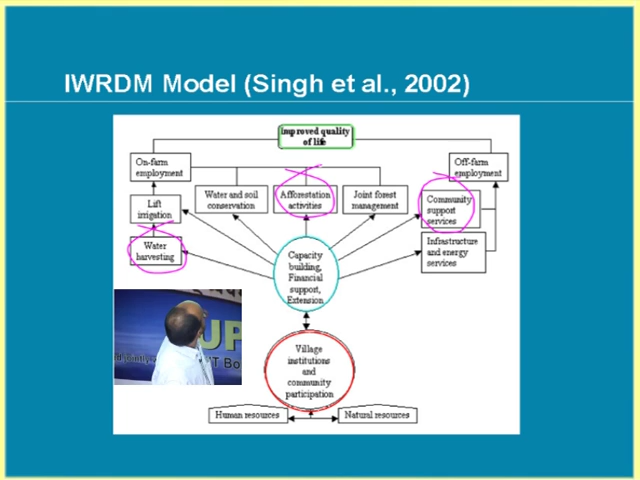 IWRDM Model (Singh et al., 2002)
Improved quality
of life
On-farm
employment
Off-farm
employment
Water and soil
conservation
Afforestation
activities
Joint forest
management
Lift
irrigation
Community
support
services
Water
harvesting
Infrastructure
and energy
services
Capacity
building,
Financial
support,
Extension
UP
Village
institutions
and
community
participation
Human resources
Natural resources